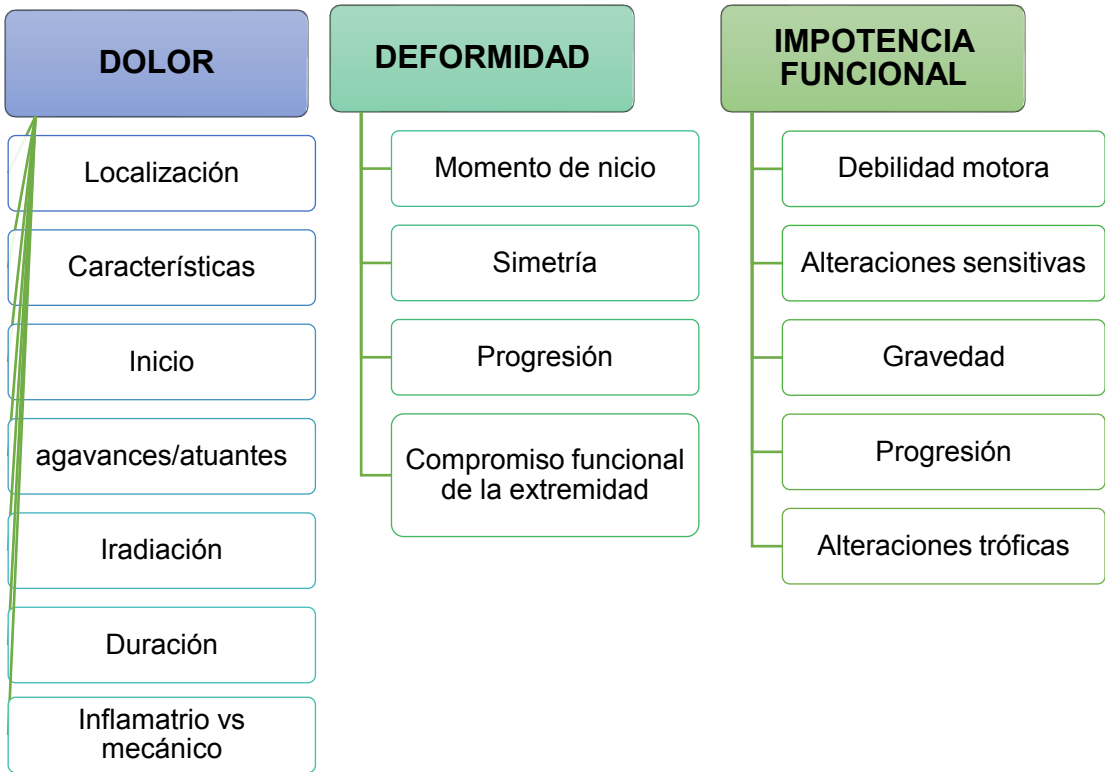 DOLOR
Localización
Características
Inicio
agavances/atuantes
Iradiación
Duración
Inflamatrio vs
mecánico
DEFORMIDAD
Momento de nicio
Simetría
Progresión
Compromiso funcional
de la extremidad
IMPOTENCIA
FUNCIONAL
Debilidad motora
Alteraciones sensitivas
Gravedad
Progresión
Alteraciones tróficas